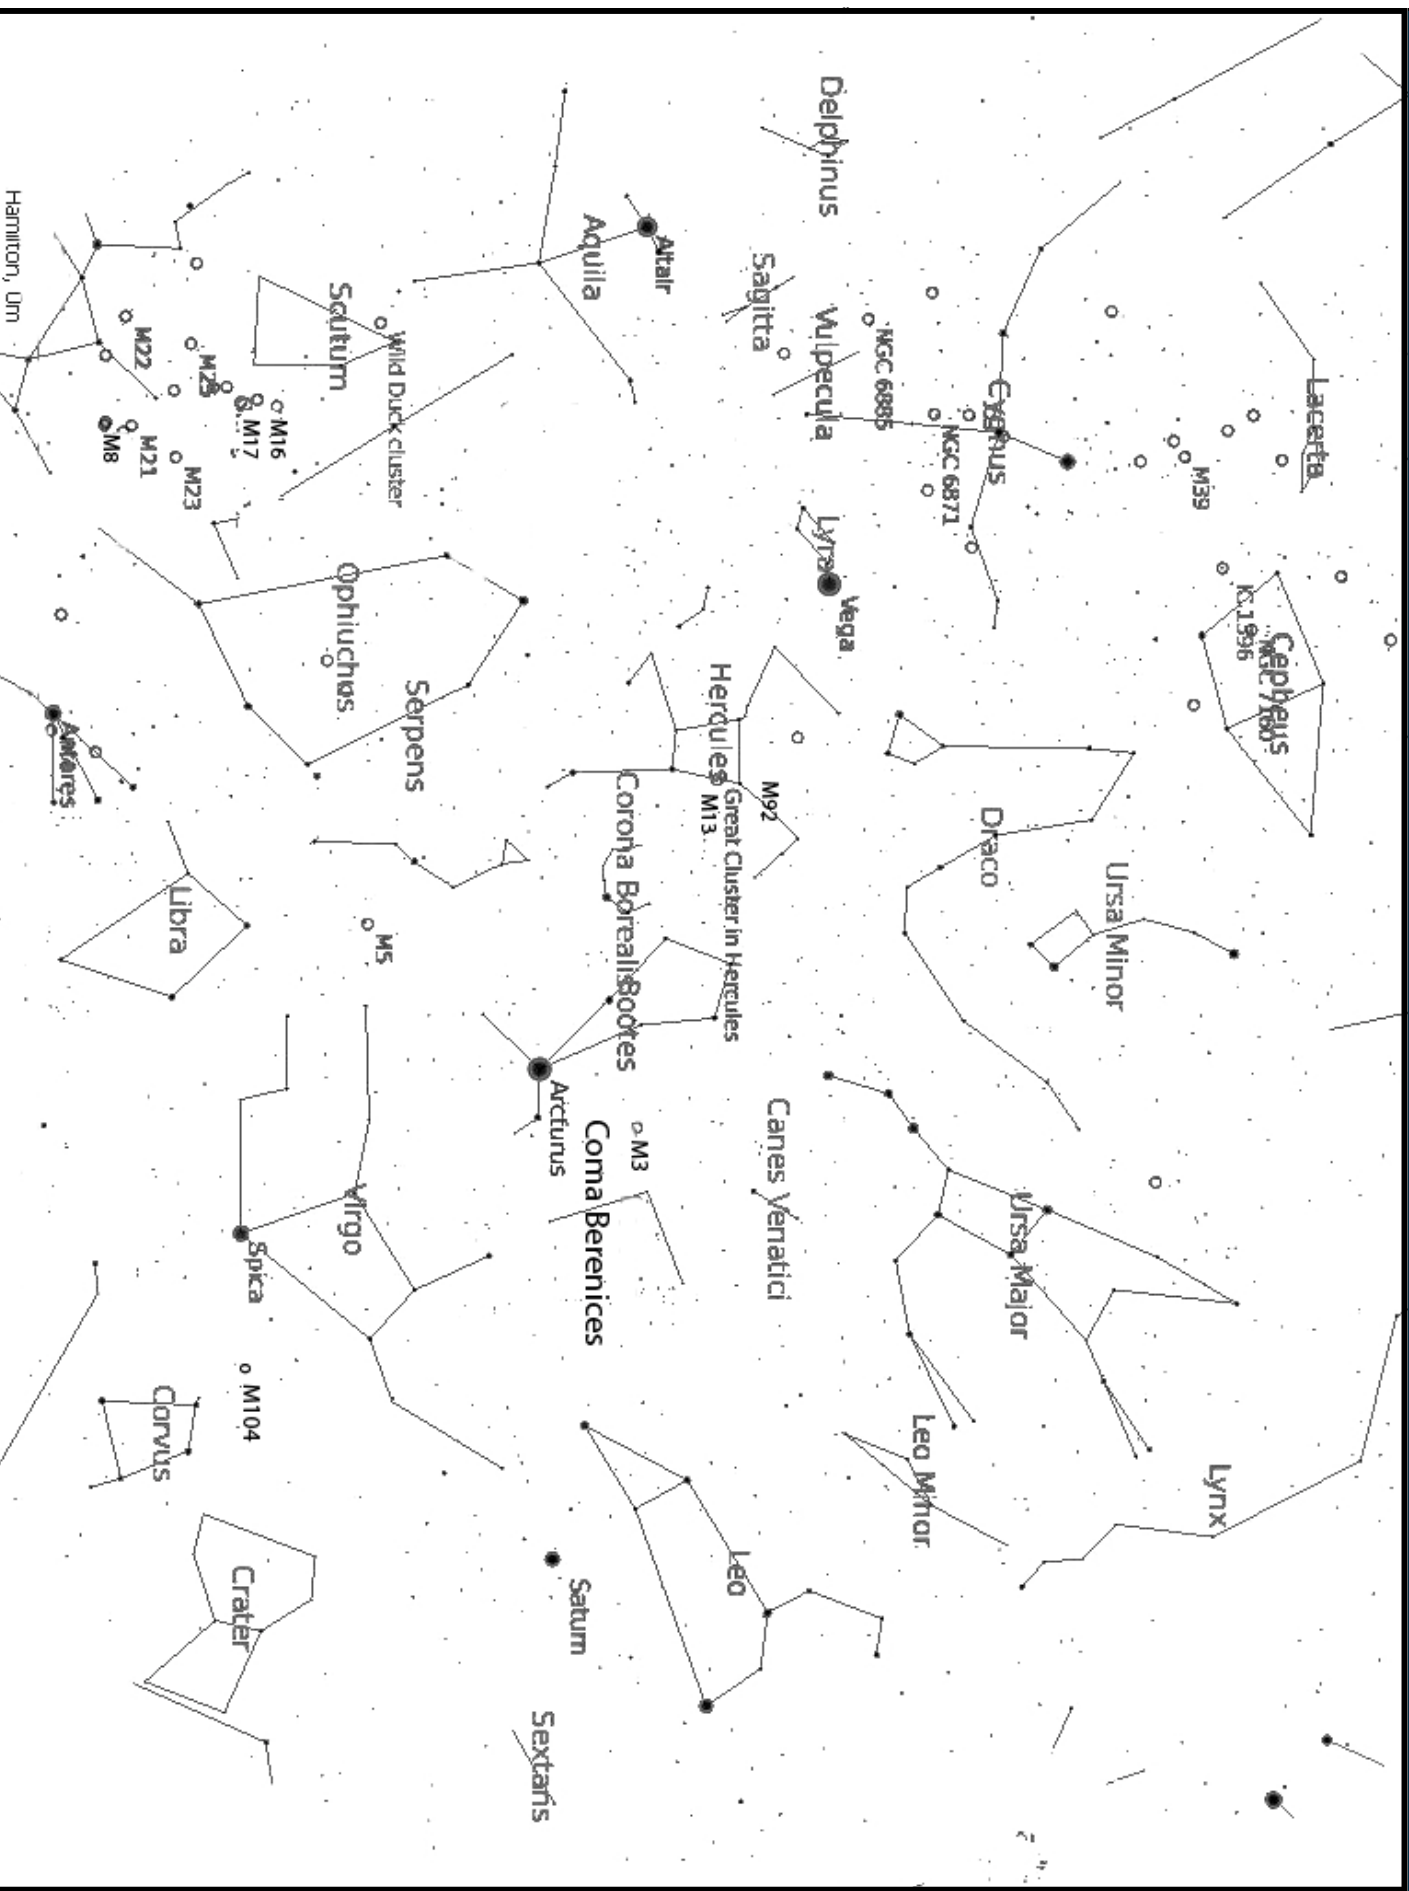 Lacerta
M39
Cepheus
IC 1396
NGC 7160
Ursa Minor
Lynx
Delphinus
Cygnus
NGC 6885
NGC 6871
Draco
Ursa Major
Leo Minor
Sagitta
Vulpecula
Lyra
Vega
Hercules
M92
M13
Great Cluster in Hercules
Canes Venatici
Leo
Altair
Aquila
Corona Borealis
Bootes
M3
Arcturus
Coma Berenices
Saturn
Sextans
Scutum
Wild Duck cluster
Ophiuchus
Serpens
M5
Virgo
Spica
M104
Crater
M16
M17
M25
M23
M22
M21
M8
Antares
Libra
Corvus